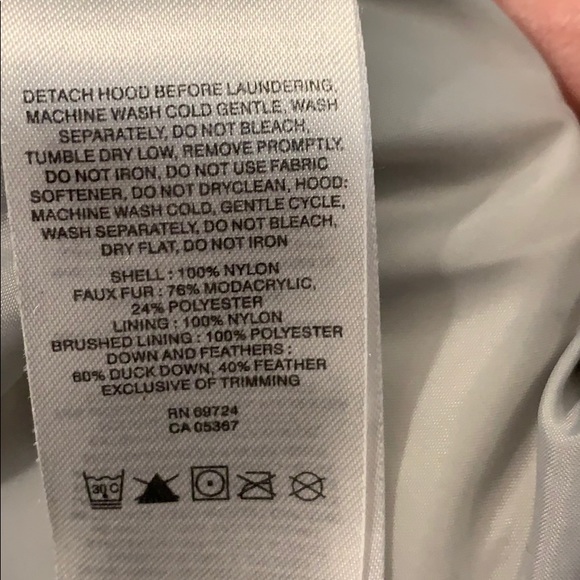 DETACH HOOD BEFORE LAUNDERING,
MACHINE WASH COLD GENTLE, WASH
SEPARATELY, DO NOT BLEACH,
TUMBLE DRY LOW, REMOVE PROMPTLY.
DO NOT IRON, DO NOT USE FABRIC
SOFTENER, DO NOT DRYCLEAN, HOOD:
MACHINE WASH COLD, GENTLE CYCLE,
WASH SEPARATELY, DO NOT BLEACH,
DRY FLAT, DO NOT IRON
SHELL : 100% NYLON
FAUX FUR : 76% MODACRYLIC,
24% POLYESTER
LINING : 100% NYLON
BRUSHED LINING : 100% POLYESTER
DOWN AND FEATHERS :
60% DUCK DOWN, 40% FEATHER
EXCLUSIVE OF TRIMMING
RN 69724
CA 05367
30 C